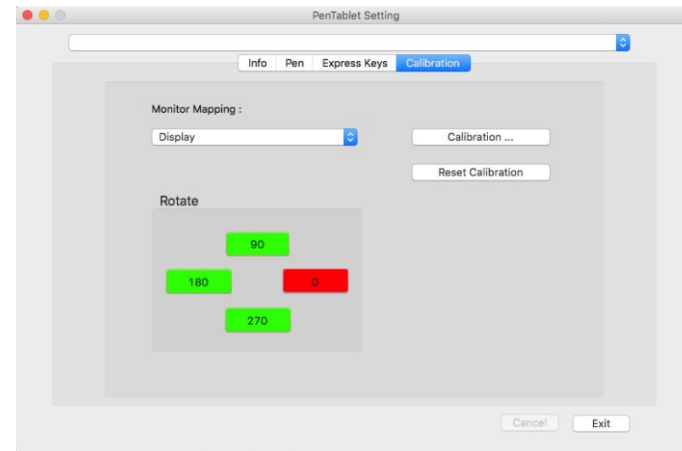 PenTablet Setting
Info Pen Express Keys Calibration
Monitor Mapping :
Display Calibration ...
Reset Calibration
Rotate
90
180 0
270
Cancel Exit